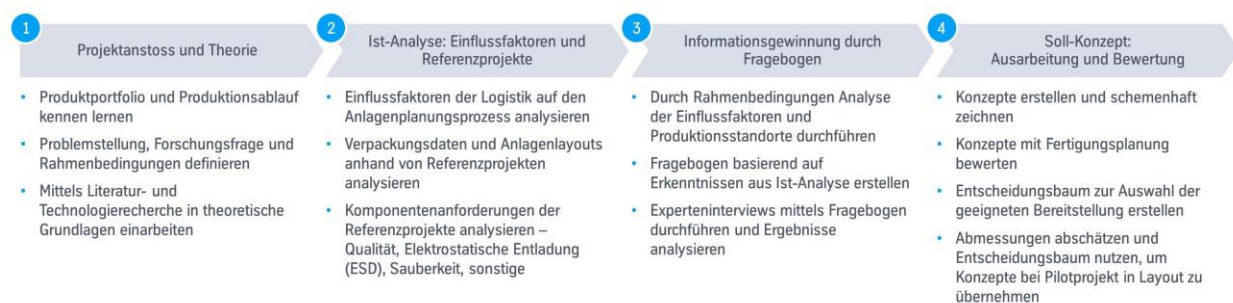 1
Projektanstoss und Theorie
• Produktportfolio und Produktionsablauf
kennen lernen
• Problemstellung, Forschungsfrage und
Rahmenbedingungen definieren
• Mittels Literatur- und
Technologierecherche in theoretische
Grundlagen einarbeiten
2
Ist-Analyse: Einflussfaktoren und
Referenzprojekte
• Einflussfaktoren der Logistik auf den
Anlagenplanungsprozess analysieren
• Verpackungsdaten und Anlagenlayouts
anhand von Referenzprojekten
analysieren
• Komponentenanforderungen der
Referenzprojekte analysieren –
Qualität, Elektrostatische Entladung
(ESD), Sauberkeit, sonstige
3
Informationsgewinnung durch
Fragebogen
• Durch Rahmenbedingungen Analyse
der Einflussfaktoren und
Produktionsstandorte durchführen
• Fragebogen basierend auf
Erkenntnissen aus Ist-Analyse erstellen
• Experteninterviews mittels Fragebogen
durchführen und Ergebnisse
analysieren
4
Soll-Konzept:
Ausarbeitung und Bewertung
• Konzepte erstellen und schemenhaft
zeichnen
• Konzepte mit Fertigungsplanung
bewerten
• Entscheidungsbaum zur Auswahl der
geeigneten Bereitstellung erstellen
• Abmessungen abschätzen und
Entscheidungsbaum nutzen, um
Konzepte bei Pilotprojekt in Layout zu
übernehmen